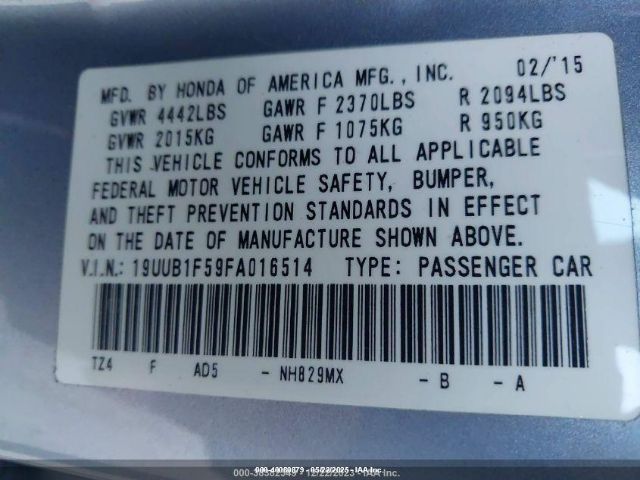 MFD. BY HONDA OF AMERICA MFG., INC. 02/'15
GVWR 4442LBS GAWR F 2370LBS R 2094LBS
GVWR 2015KG GAWR F 1075KG R 950KG
THIS VEHICLE CONFORMS TO ALL APPLICABLE
FEDERAL MOTOR VEHICLE SAFETY, BUMPER,
AND THEFT PREVENTION STANDARDS IN EFFECT
ON THE DATE OF MANUFACTURE SHOWN ABOVE.
V.I.N.: 19UUB1F59FA016514 TYPE: PASSENGER CAR
TZ4 F AD5 - NH829MX - B - A